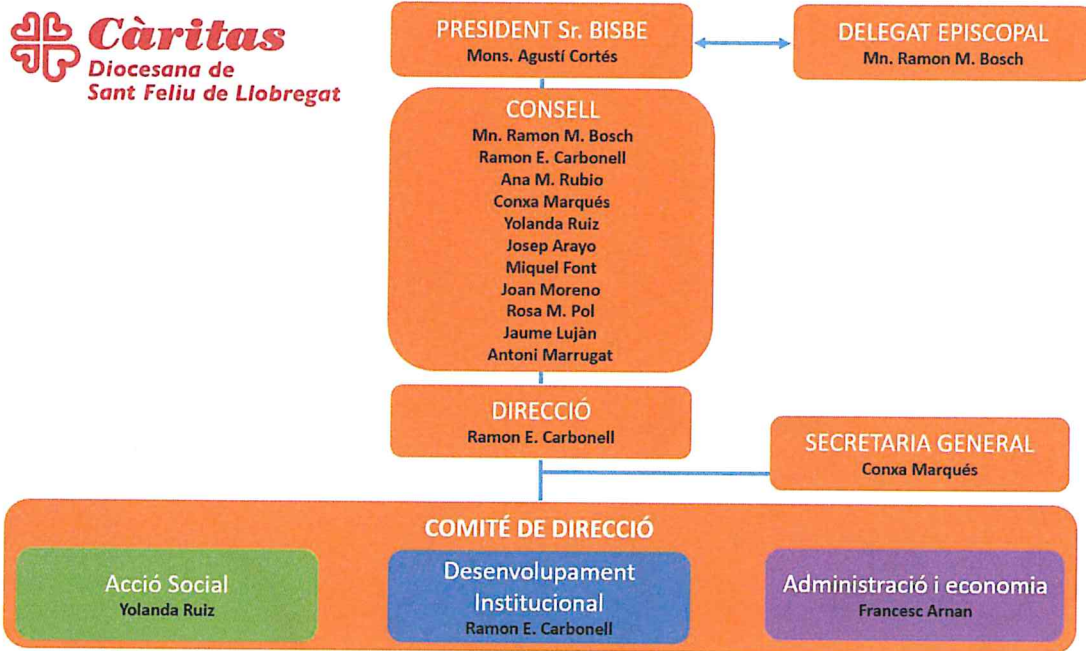 Càritas
Diocesana de
Sant Feliu de Llobregat
PRESIDENT Sr. BISBE
Mons. Agustí Cortés
DELEGAT EPISCOPAL
Mn. Ramon M. Bosch
CONSELL
Mn. Ramon M. Bosch
Ramon E. Carbonell
Ana M. Rubio
Conxa Marqués
Yolanda Ruiz
Josep Arayo
Miquel Font
Joan Moreno
Rosa M. Pol
Jaume Lujàn
Antoni Marrugat
DIRECCIÓ
Ramon E. Carbonell
SECRETARIA GENERAL
Conxa Marqués
COMITÉ DE DIRECCIÓ
Acció Social
Yolanda Ruiz
Desenvolupament
Institucional
Ramon E. Carbonell
Administració i economia
Francesc Arnan